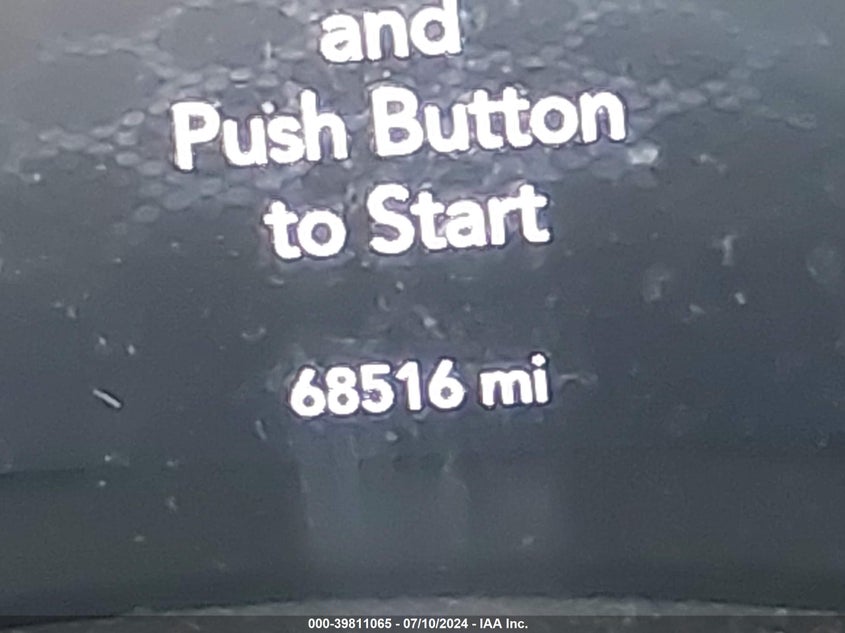 and
Push Button
to Start
68516 mi
000-39811065 - 07/10/2024 - IAA Inc.